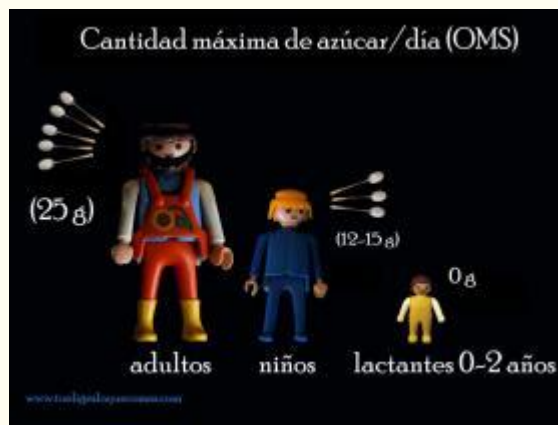 Cantidad máxima de azúcar/día (OMS)
(25 g)
(12-15 g)
0 g
adultos
niños
lactantes 0-2 años